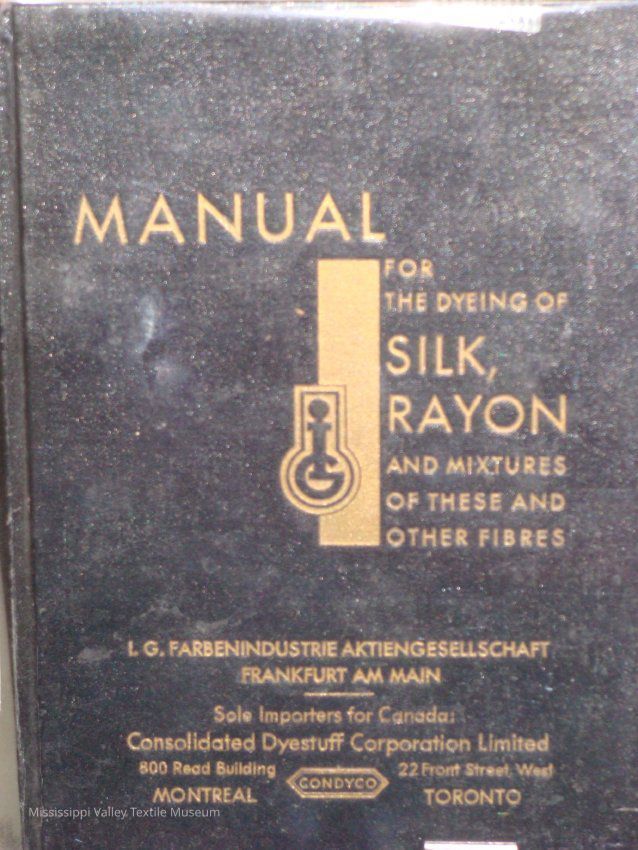 MANUAL
FOR
THE DYEING OF
SILK,
RAYON
AND MIXTURES
OF THESE AND
OTHER FIBRES
IG
I. G. FARBENINDUSTRIE AKTIENGESELLSCHAFT
FRANKFURT AM MAIN
Sole Importers for Canada:
Consolidated Dyestuff Corporation Limited
800 Read Building
22 Front Street, West
CONDYCO
MONTREAL
TORONTO
Mississippi Valley Textile Museum